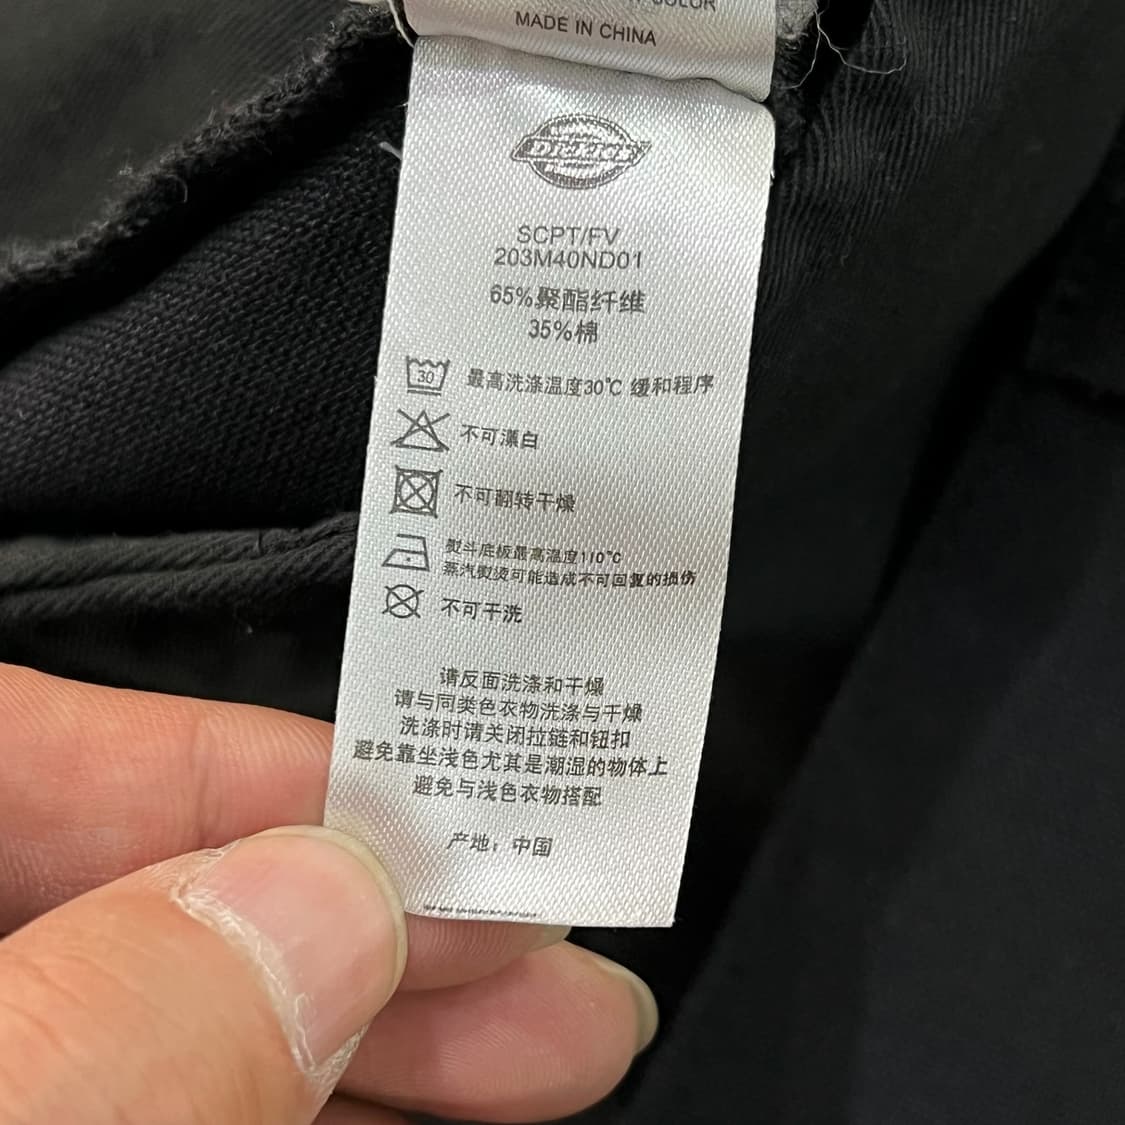 COLOR
MADE IN CHINA
Dickies
SCPT/FV
203M40ND01
65%聚酯纤维
35%棉
30 最高洗涤温度30℃ 缓和程序
不可漂白
不可翻转干燥
熨斗底板最高温度110℃
蒸汽熨烫可能造成不可回复的损伤
不可干洗
请反面洗涤和干燥
请与同类色衣物洗涤与干燥
洗涤时请关闭拉链和钮扣
避免靠坐浅色尤其是潮湿的物体上
避免与浅色衣物搭配
产地：中国